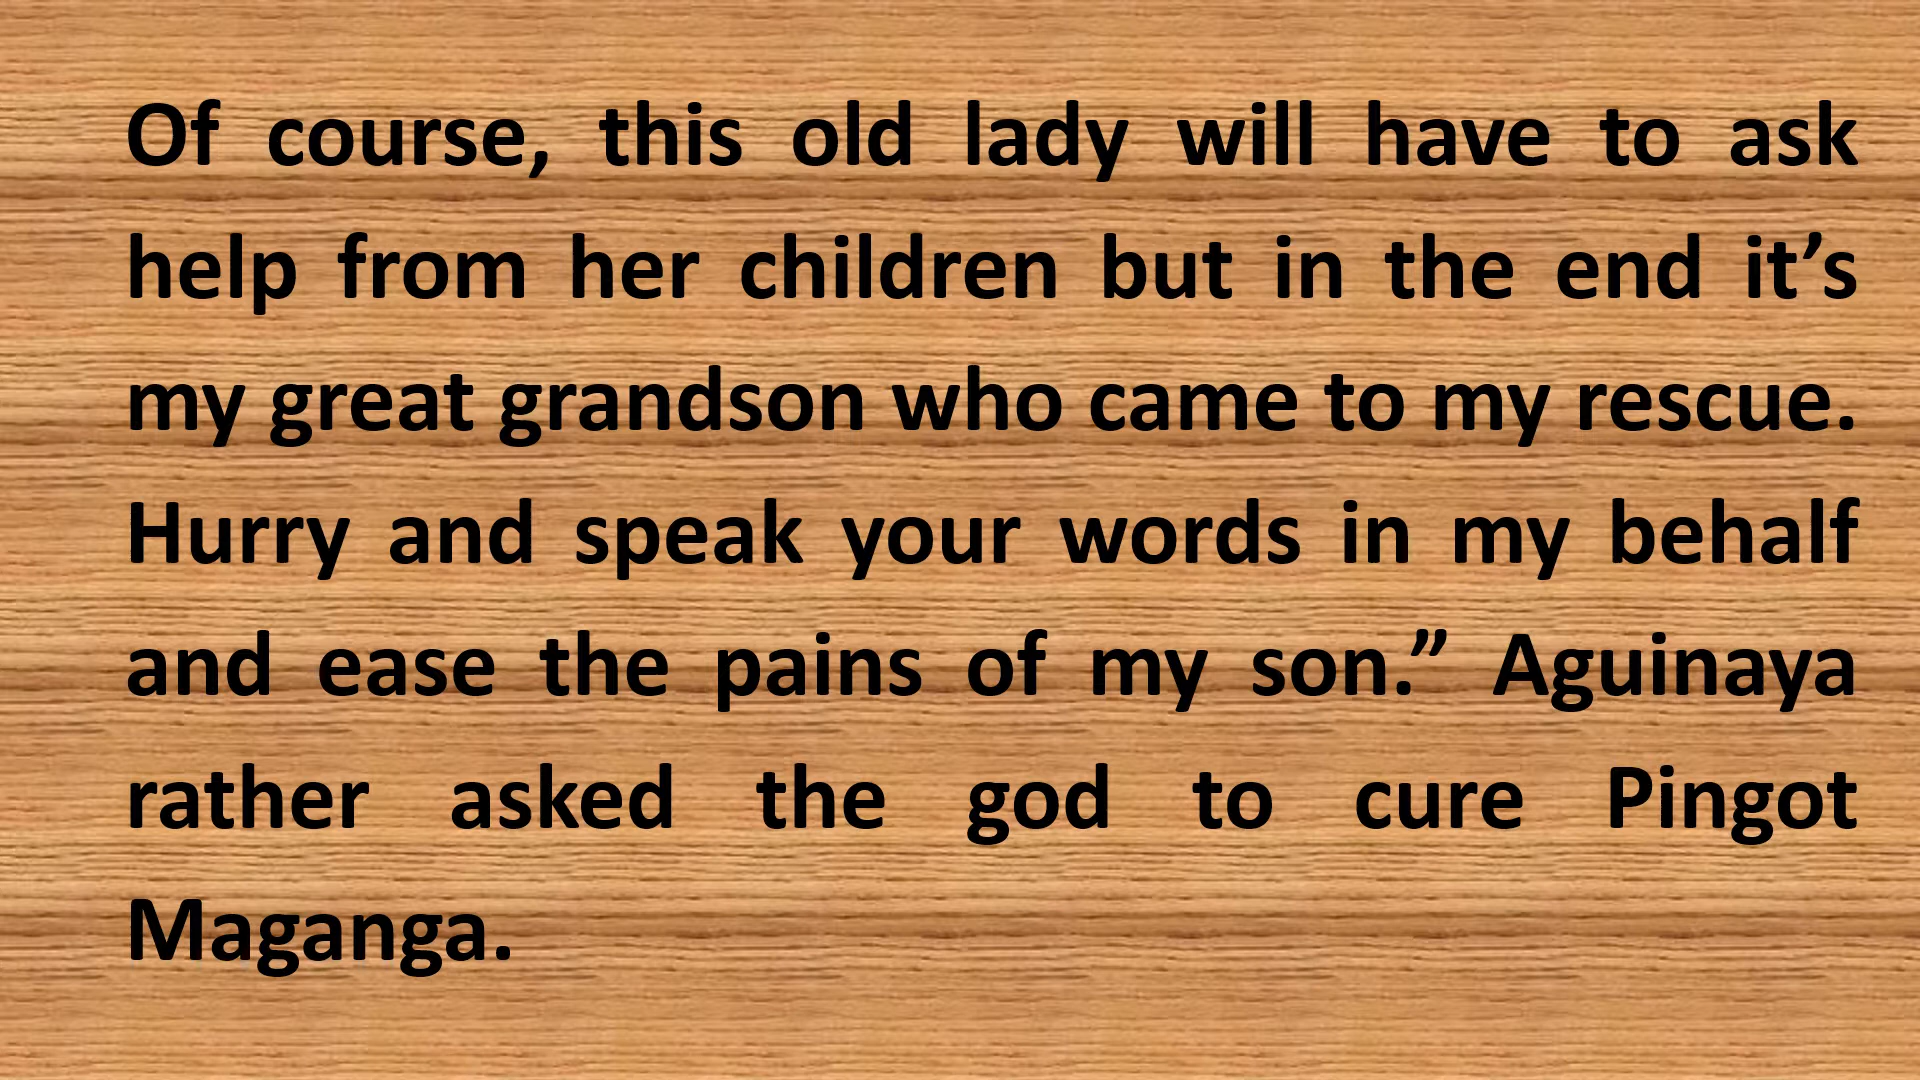 Of course, this old lady will have to ask
help from her children but in the end it’s
my great grandson who came to my rescue.
Hurry and speak your words in my behalf
and ease the pains of my son.” Aguinaya
rather asked the god to cure Pingot
Maganga.